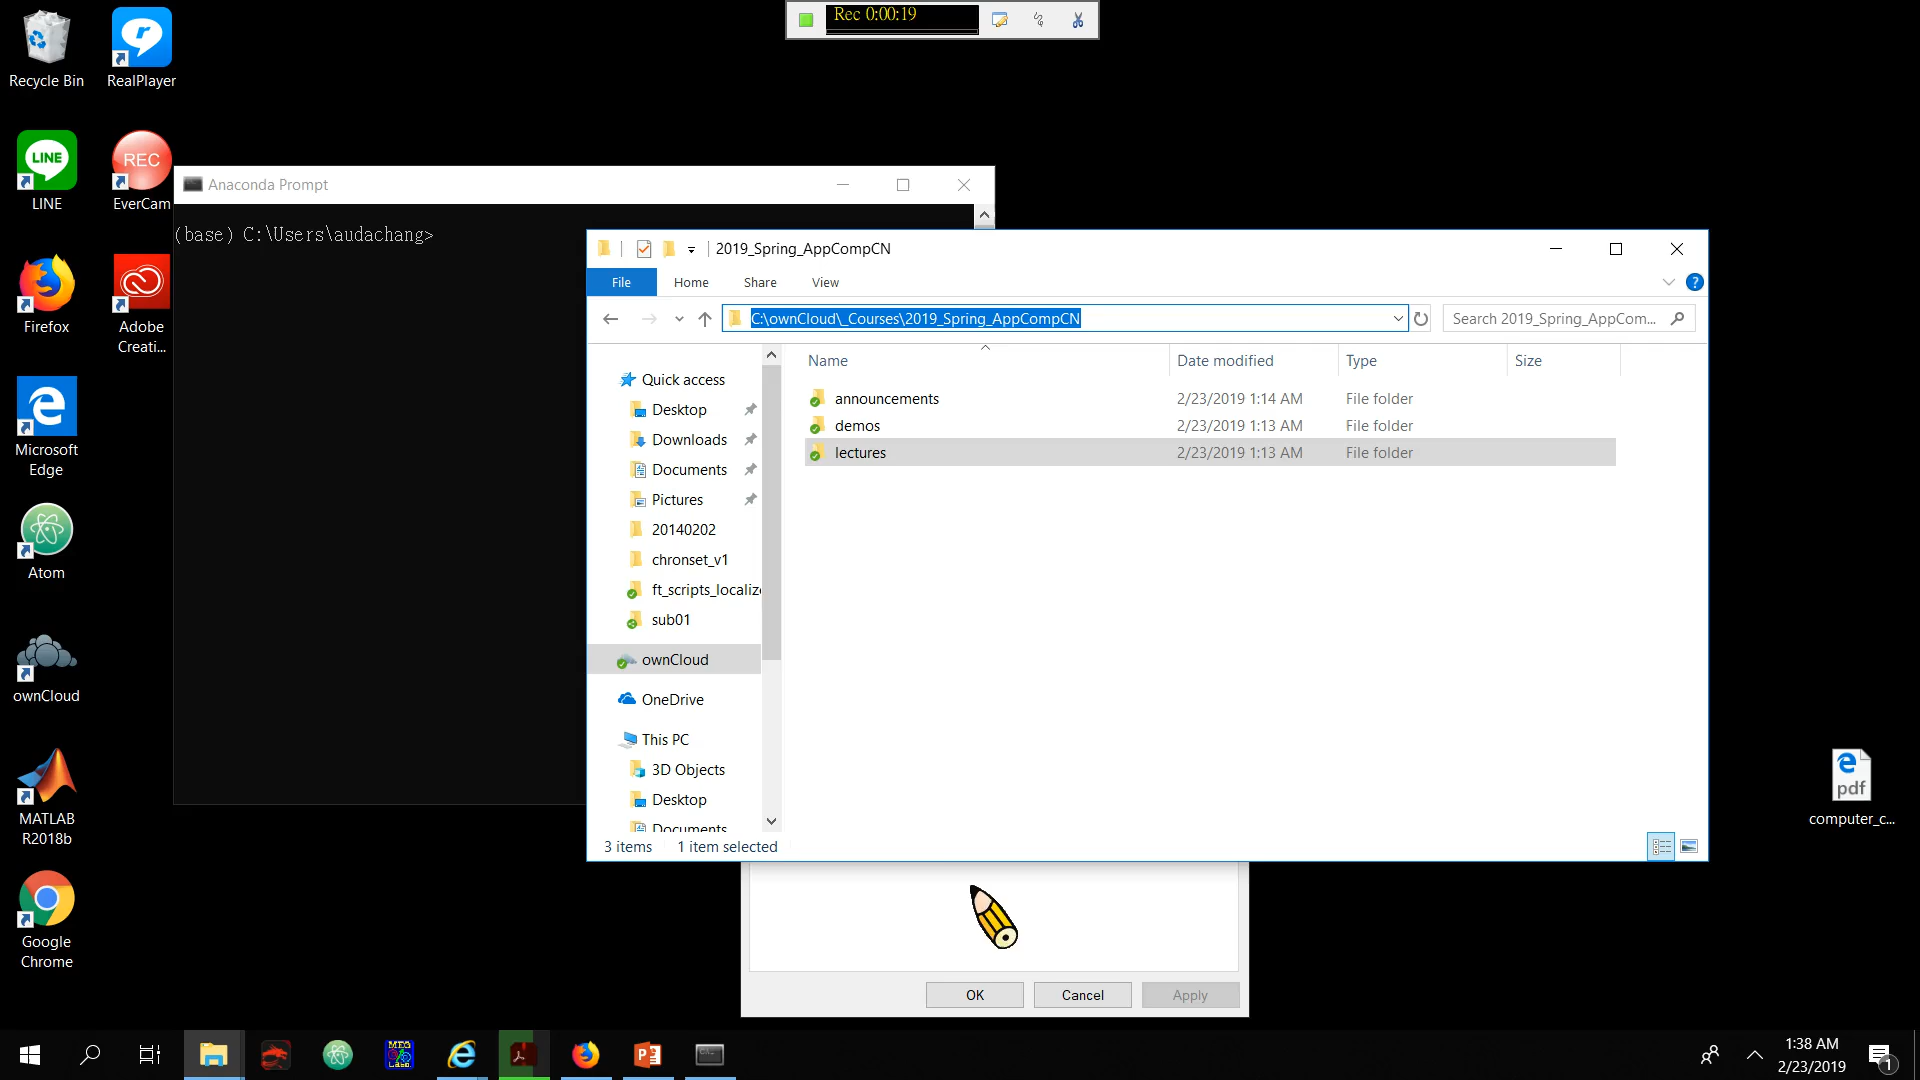 Rec 0:00:19
Recycle Bin
RealPlayer
LINE
LINE
REC
EverCam
Firefox
Adobe
Creati...
Microsoft
Edge
Atom
ownCloud
MATLAB
R2018b
Google
Chrome
Anaconda Prompt
(base) C:\Users\audachang>
2019_Spring_AppCompCN
File
Home
Share
View
?
C:\ownCloud\_Courses\2019_Spring_AppCompCN
Search 2019_Spring_AppCom...
Name
Date modified
Type
Size
announcements
2/23/2019 1:14 AM
File folder
demos
2/23/2019 1:13 AM
File folder
lectures
2/23/2019 1:13 AM
File folder
Quick access
Desktop
Downloads
Documents
Pictures
20140202
chronset_v1
ft_scripts_localiz
sub01
ownCloud
OneDrive
This PC
3D Objects
Desktop
Documents
3 items
1 item selected
OK
Cancel
Apply
pdf
computer_c...
MEG
Lab.
1:38 AM
2/23/2019
1